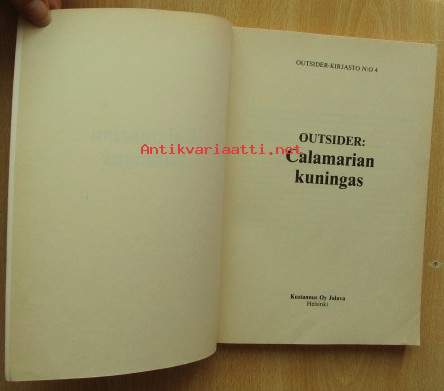 OUTSIDER-KIRJASTO N:O 4
OUTSIDER:
Calamarian
kuningas
Antikvariaatti.net
Kustannus Oy Jalava
Helsinki